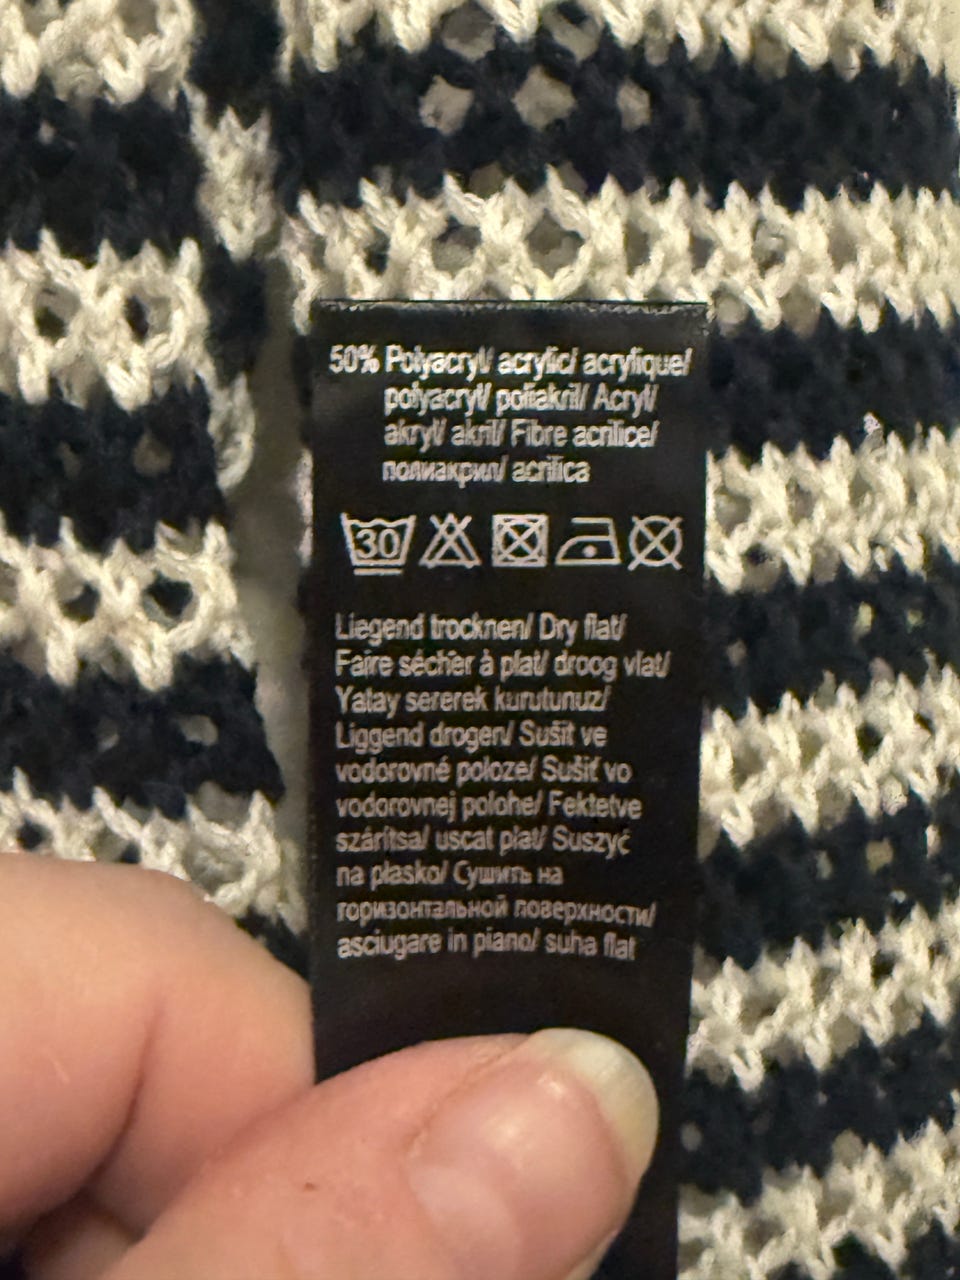 50% Polyacryl/ acrylic/ acrylique/
polyacryl/ poliakril/ Acryl/
akryl/ akril/ Fibre acrilice/
полиакрил/ acrilica
30
Liegend trocknen/ Dry flat/
Faire sécher à plat/ droog vlat/
Yatay sererek kurutunuz/
Liggend drogen/ Sušit ve
vodorovné poloze/ Sušiť vo
vodorovnej polohe/ Fektetve
szárítsa/ uscat plat/ Suszyć
na płasko/ Сушить на
горизонтальной поверхности/
asciugare in piano/ suha flat